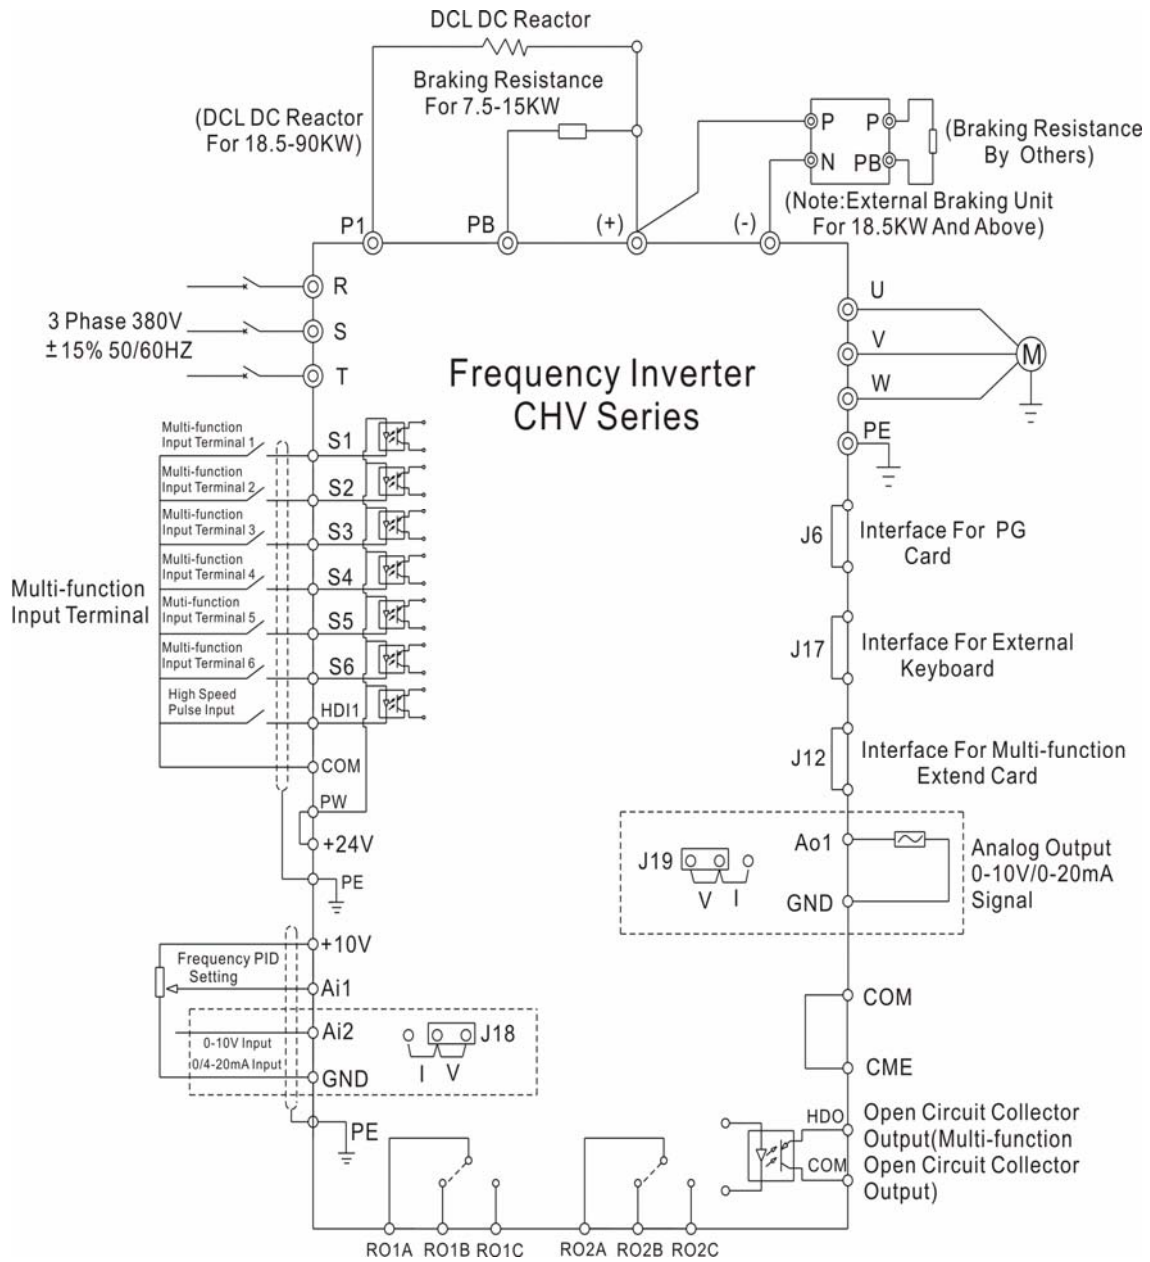 DCL DC Reactor
Braking Resistance
For 7.5-15KW
(DCL DC Reactor
For 18.5-90KW)
P P
N PB
(Braking Resistance
By Others)
(Note:External Braking Unit
For 18.5KW And Above)
P1 PB (+) (-)
R
S
T
3 Phase 380V
±15% 50/60HZ
U
V
W
M
PE
Frequency Inverter
CHV Series
Multi-function
Input Terminal
Multi-function
Input Terminal 1
S1
Multi-function
Input Terminal 2
S2
Multi-function
Input Terminal 3
S3
Multi-function
Input Terminal 4
S4
Muti-function
Input Terminal 5
S5
Multi-function
Input Terminal 6
S6
High Speed
Pulse Input
HDI1
COM
PW
+24V
PE
J6
Interface For PG
Card
J17
Interface For External
Keyboard
J12
Interface For Multi-function
Extend Card
J19
V I
Ao1
GND
Analog Output
0-10V/0-20mA
Signal
+10V
Frequency PID
Setting
Ai1
Ai2
0-10V Input
0/4-20mA Input
GND
J18
I V
PE
COM
CME
HDO
COM
Open Circuit Collector
Output(Multi-function
Open Circuit Collector
Output)
RO1A RO1B RO1C RO2A RO2B RO2C